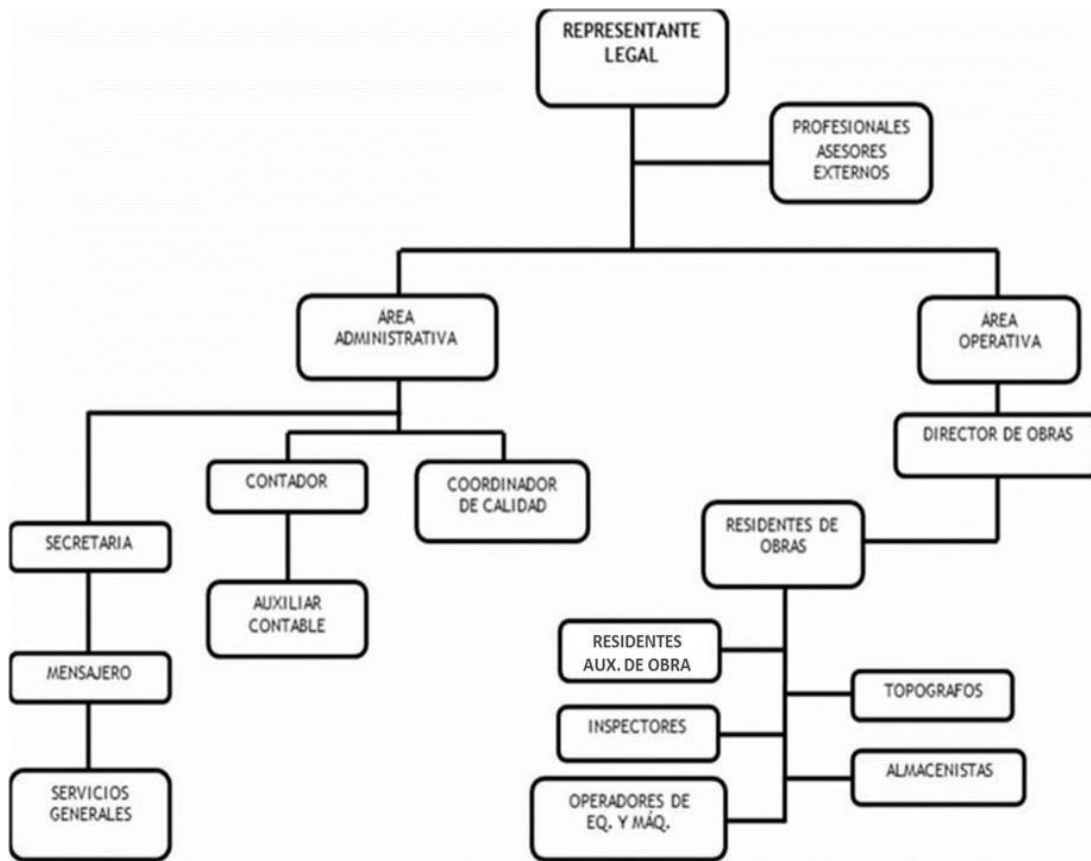 REPRESENTANTE
LEGAL
PROFESIONALES
ASESORES
EXTERNOS
ÁREA
ADMINISTRATIVA
ÁREA
OPERATIVA
DIRECTOR DE OBRAS
CONTADOR
COORDINADOR
DE CALIDAD
SECRETARIA
RESIDENTES DE
OBRAS
AUXILIAR
CONTABLE
MENSAJERO
RESIDENTES
AUX. DE OBRA
TOPOGRAFOS
INSPECTORES
ALMACENISTAS
SERVICIOS
GENERALES
OPERADORES DE
EQ. Y MÁQ.